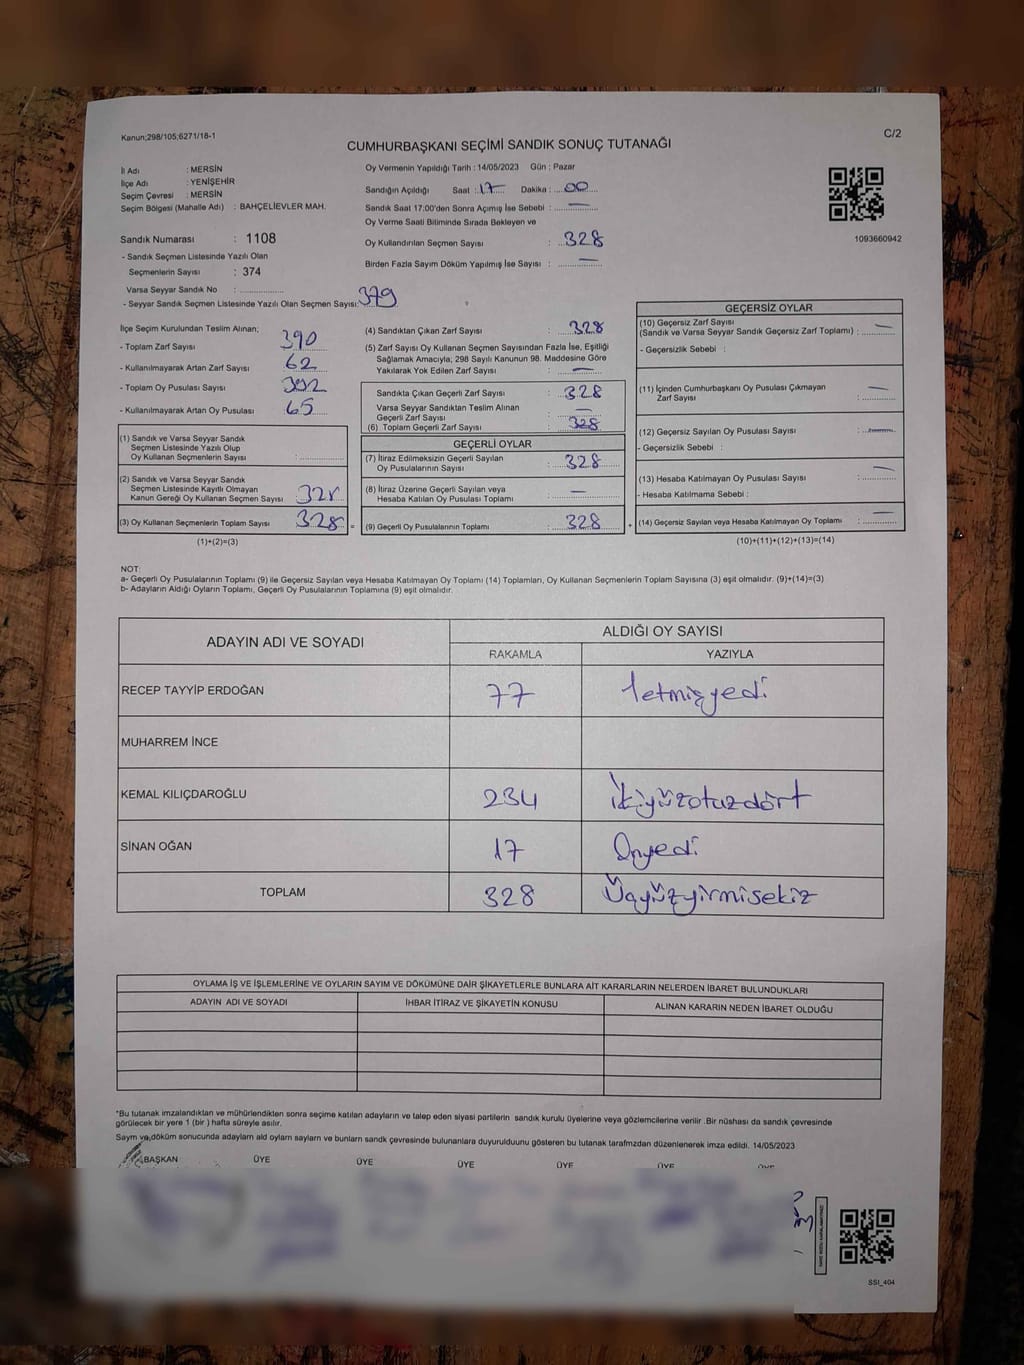 Kanun;298/105;6271/18-1
C/2
CUMHURBAŞKANI SEÇİMİ SANDIK SONUÇ TUTANAĞI
İl Adı : MERSİN
İlçe Adı : YENİŞEHİR
Seçim Çevresi : MERSİN
Seçim Bölgesi (Mahalle Adı) : BAHÇELİEVLER MAH.
Sandık Numarası : 1108
- Sandık Seçmen Listesinde Yazılı Olan
Seçmenlerin Sayısı : 374
Varsa Seyyar Sandık No :
- Seyyar Sandık Seçmen Listesinde Yazılı Olan Seçmen Sayısı: 379
Oy Vermenin Yapıldığı Tarih : 14/05/2023 Gün : Pazar
Sandığın Açıldığı Saat : 17 Dakika : 00
Sandık Saat 17:00'den Sonra Açımış İse Sebebi : —
Oy Verme Saati Bitiminde Sırada Bekleyen ve
Oy Kullandırılan Seçmen Sayısı : 328
Birden Fazla Sayım Döküm Yapılmış İse Sayısı : —
1093660942
İlçe Seçim Kurulundan Teslim Alınan;
- Toplam Zarf Sayısı 390
- Kullanılmayarak Artan Zarf Sayısı 62
- Toplam Oy Pusulası Sayısı 392
- Kullanılmayarak Artan Oy Pusulası 65
(1) Sandık ve Varsa Seyyar Sandık
Seçmen Listesinde Yazılı Olup
Oy Kullanan Seçmenlerin Sayısı :
(2) Sandık ve Varsa Seyyar Sandık
Seçmen Listesinde Kayıtlı Olmayan
Kanun Gereği Oy Kullanan Seçmen Sayısı : 328
(3) Oy Kullanan Seçmenlerin Toplam Sayısı : 328 =
(1)+(2)=(3)
(4) Sandıktan Çıkan Zarf Sayısı : 328
(5) Zarf Sayısı Oy Kullanan Seçmen Sayısından Fazla İse, Eşitliği
Sağlamak Amacıyla; 298 Sayılı Kanunun 98. Maddesine Göre
Yakılarak Yok Edilen Zarf Sayısı : —
Sandıkta Çıkan Geçerli Zarf Sayısı : 328
Varsa Seyyar Sandıktan Teslim Alınan
Geçerli Zarf Sayısı : —
(6) Toplam Geçerli Zarf Sayısı : 328
GEÇERLİ OYLAR
(7) İtiraz Edilmeksizin Geçerli Sayılan
Oy Pusulalarının Sayısı : 328
(8) İtiraz Üzerine Geçerli Sayılan veya
Hesaba Katılan Oy Pusulası Toplamı : —
(9) Geçerli Oy Pusulalarının Toplamı : 328 +
GEÇERSİZ OYLAR
(10) Geçersiz Zarf Sayısı
(Sandık ve Varsa Seyyar Sandık Geçersiz Zarf Toplamı) : —
- Geçersizlik Sebebi :
(11) İçinden Cumhurbaşkanı Oy Pusulası Çıkmayan
Zarf Sayısı : —
(12) Geçersiz Sayılan Oy Pusulası Sayısı : —
- Geçersizlik Sebebi :
(13) Hesaba Katılmayan Oy Pusulası Sayısı : —
- Hesaba Katılmama Sebebi :
(14) Geçersiz Sayılan veya Hesaba Katılmayan Oy Toplamı : —
(10)+(11)+(12)+(13)=(14)
NOT:
a- Geçerli Oy Pusulalarının Toplamı (9) ile Geçersiz Sayılan veya Hesaba Katılmayan Oy Toplamı (14) Toplamları, Oy Kullanan Seçmenlerin Toplam Sayısına (3) eşit olmalıdır. (9)+(14)=(3)
b- Adayların Aldığı Oyların Toplamı, Geçerli Oy Pusulalarının Toplamına (9) eşit olmalıdır.
ADAYIN ADI VE SOYADI
ALDIĞI OY SAYISI
RAKAMLA YAZIYLA
RECEP TAYYİP ERDOĞAN 77 Yetmişyedi
MUHARREM İNCE
KEMAL KILIÇDAROĞLU 234 İkiyüzotuzdört
SİNAN OĞAN 17 Onyedi
TOPLAM 328 Üçyüzyirmisekiz
OYLAMA İŞ VE İŞLEMLERİNE VE OYLARIN SAYIM VE DÖKÜMÜNE DAİR ŞİKAYETLERLE BUNLARA AİT KARARLARIN NELERDEN İBARET BULUNDUKLARI
ADAYIN ADI VE SOYADI İHBAR İTİRAZ VE ŞİKAYETİN KONUSU ALINAN KARARIN NEDEN İBARET OLDUĞU
*Bu tutanak imzalandıktan ve mühürlendikten sonra seçime katılan adayların ve talep eden siyasi partilerin sandık kurulu üyelerine veya gözlemcilerine verilir .Bir nüshası da sandık çevresinde
görülecek bir yere 1 (bir ) hafta süreyle asılır.
Saym ve döküm sonucunda adayların ald oyların sayların ve bunların sandk çevresinde bulunanlara duyurulduunu gösteren bu tutanak tarafmzdan düzenlenerek imza edildi. 14/05/2023
BAŞKAN ÜYE ÜYE ÜYE ÜYE ÜYE ÜYE
SSI_404